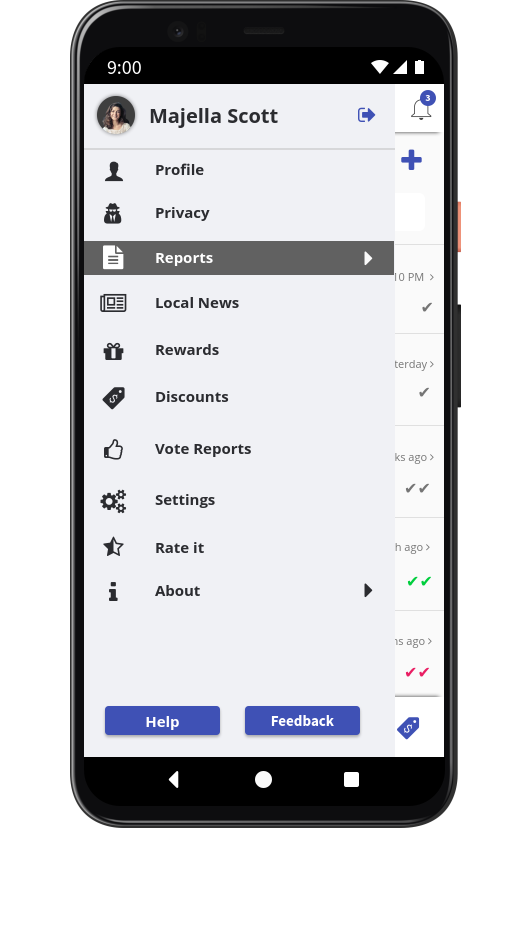 9:00
Majella Scott
3
Profile
Privacy
Reports
10 PM
Local News
Rewards
terday
Discounts
Vote Reports
ks ago
Settings
Rate it
h ago
About
ns ago
Help
Feedback